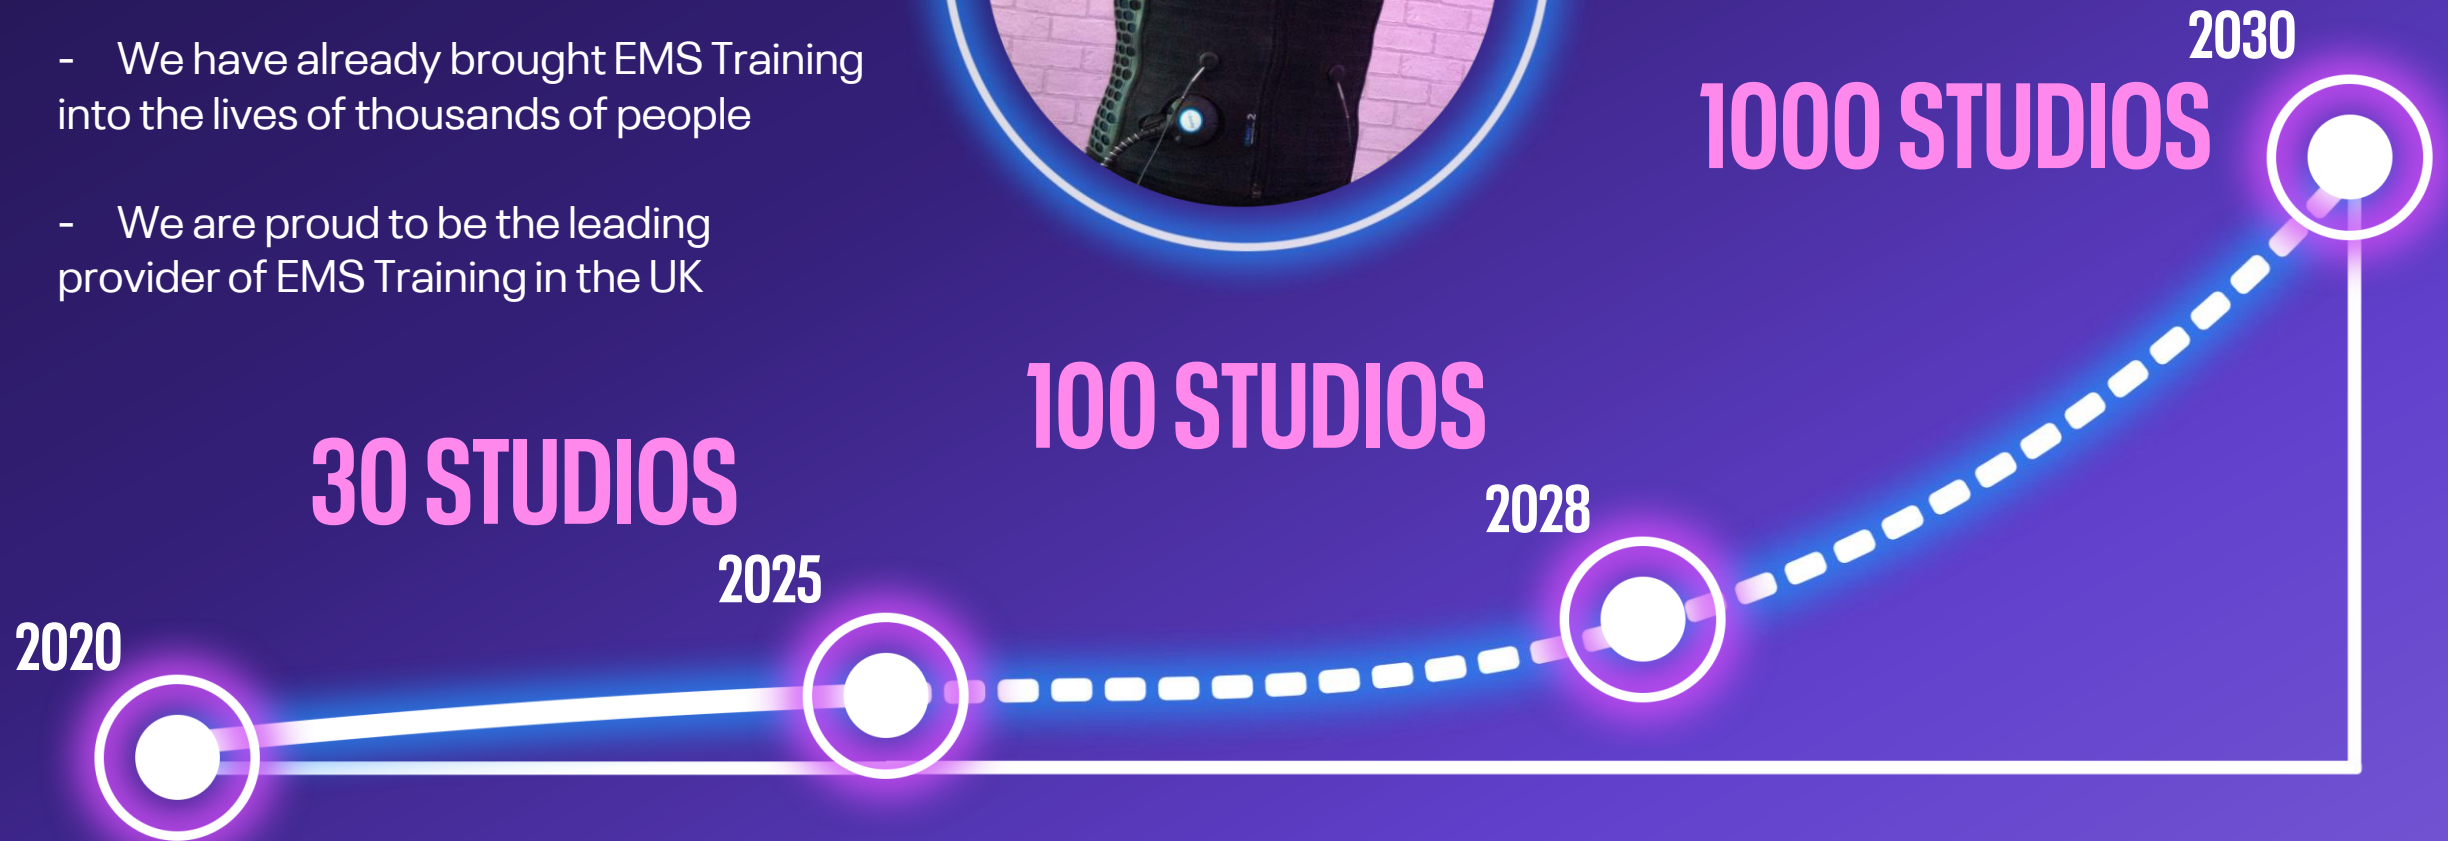 - We have already brought EMS Training
into the lives of thousands of people
- We are proud to be the leading
provider of EMS Training in the UK
2030
1000 STUDIOS
100 STUDIOS
30 STUDIOS
2028
2025
2020